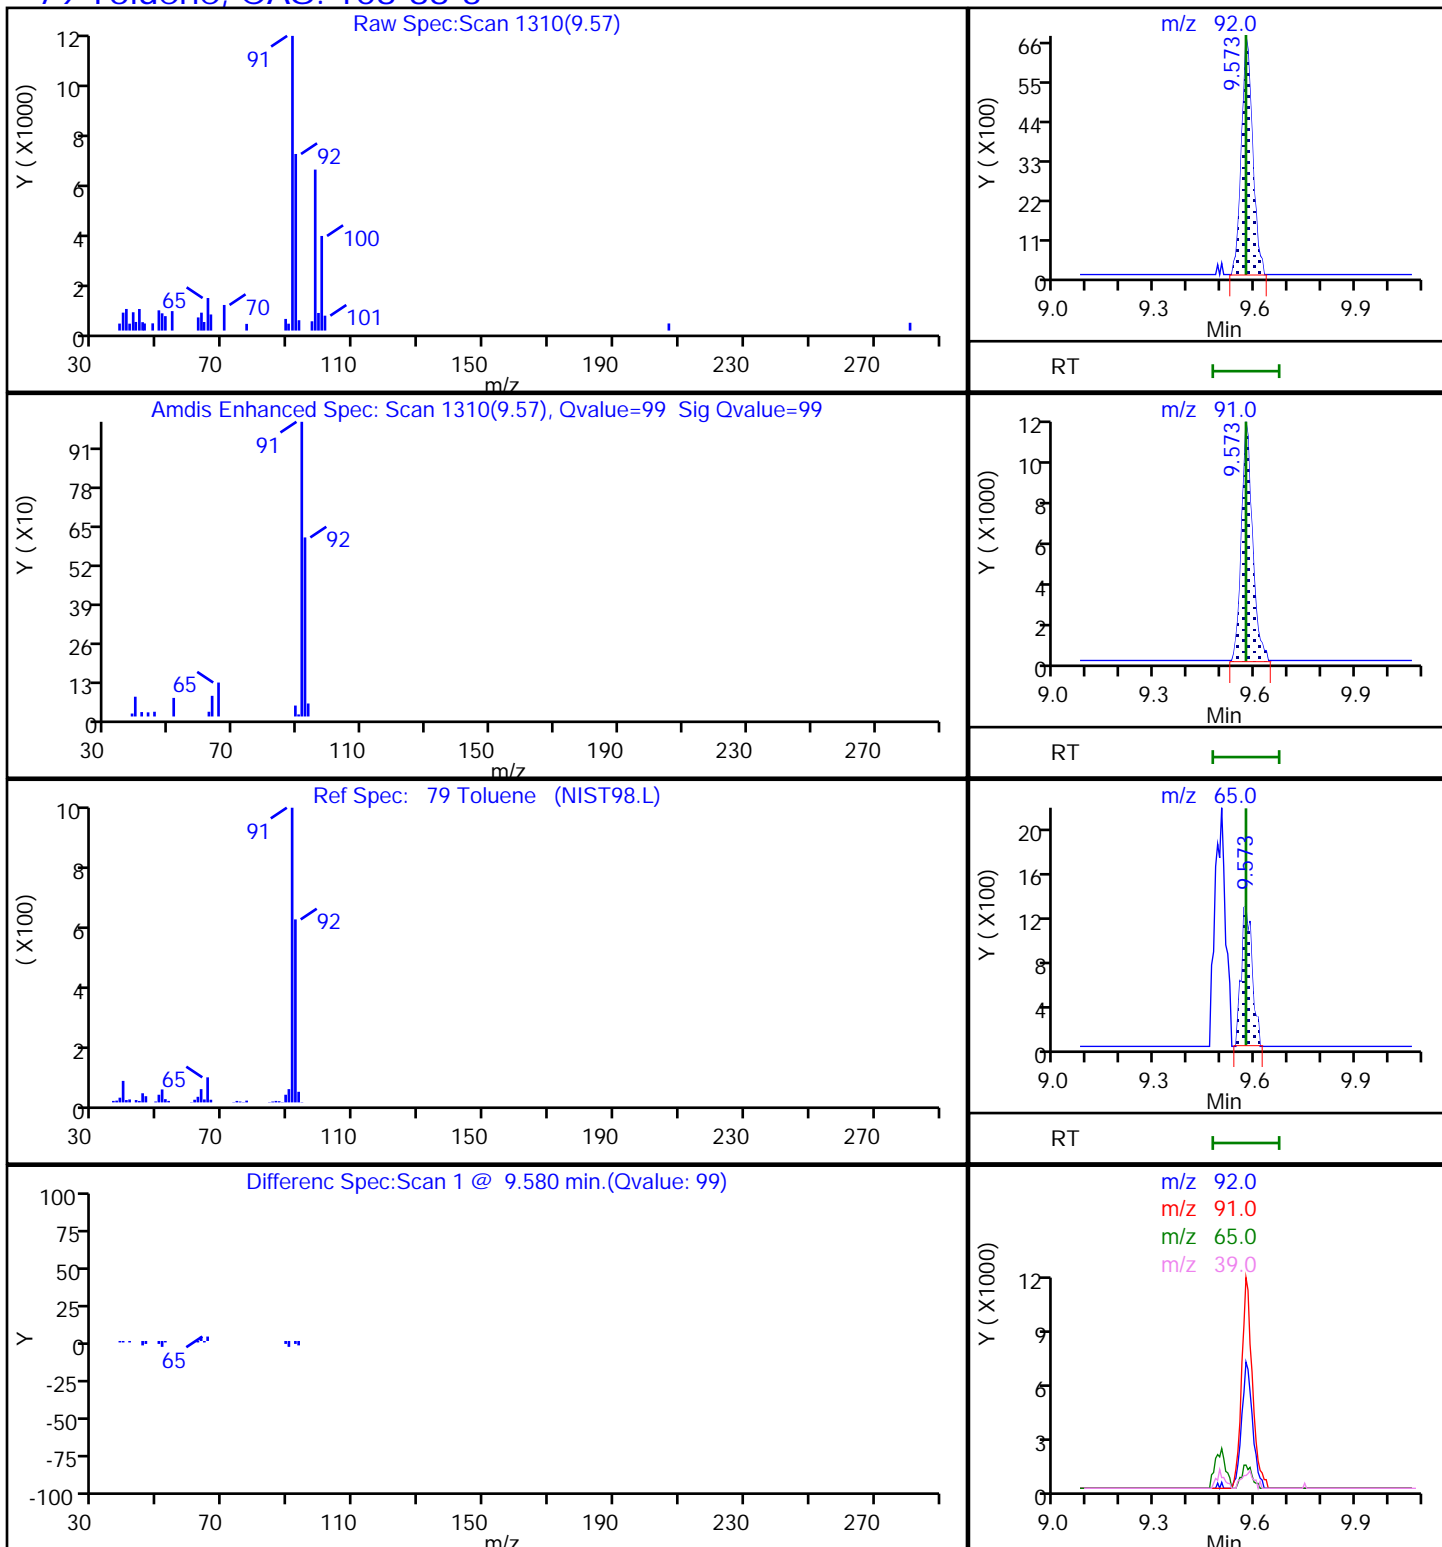 79 Toluene, CAS: 108-88-3
Raw Spec:Scan 1310(9.57)
Y ( X1000)
12
10
8
6
4
2
0
91
92
100
65
70
101
30 70 110 150 190 230 270
m/z
m/z 92.0
Y ( X100)
66
55
44
33
22
11
0
9.573
9.0 9.3 9.6 9.9
Min
RT
Amdis Enhanced Spec: Scan 1310(9.57), Qvalue=99 Sig Qvalue=99
Y ( X10)
91
78
65
52
39
26
13
0
91
92
65
30 70 110 150 190 230 270
m/z
m/z 91.0
Y ( X1000)
12
10
8
6
4
2
0
9.573
9.0 9.3 9.6 9.9
Min
RT
Ref Spec: 79 Toluene (NIST98.L)
( X100)
10
8
6
4
2
0
91
92
65
30 70 110 150 190 230 270
m/z
m/z 65.0
Y ( X100)
20
16
12
8
4
0
9.573
9.0 9.3 9.6 9.9
Min
RT
Differenc Spec:Scan 1 @ 9.580 min.(Qvalue: 99)
Y
100
75
50
25
0
-25
-50
-75
-100
65
30 70 110 150 190 230 270
m/z
m/z 92.0
m/z 91.0
m/z 65.0
m/z 39.0
Y ( X1000)
12
9
6
3
0
9.0 9.3 9.6 9.9
Min